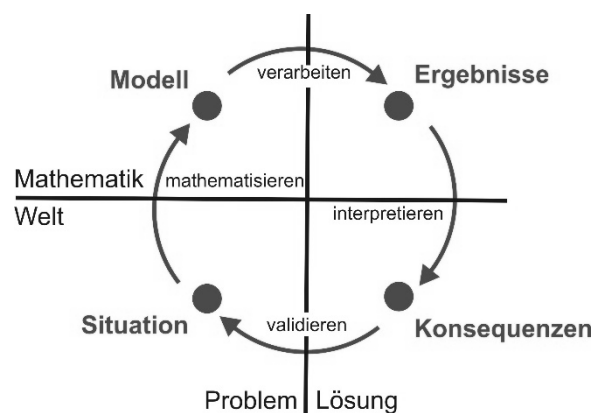 verarbeiten
Modell
Ergebnisse
Mathematik
mathematisieren
Welt
interpretieren
Situation
validieren
Konsequenzen
Problem
Lösung